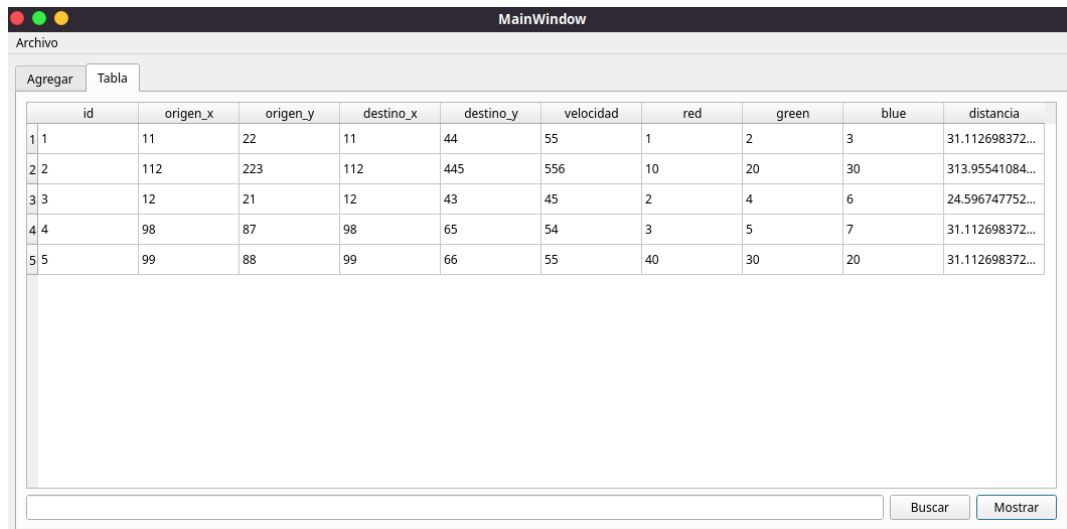 MainWindow
Archivo
Agregar Tabla
id origen_x origen_y destino_x destino_y velocidad red green blue distancia
1 1 11 22 11 44 55 1 2 3 31.112698372...
2 2 112 223 112 445 556 10 20 30 313.95541084...
3 3 12 21 12 43 45 2 4 6 24.596747752...
4 4 98 87 98 65 54 3 5 7 31.112698372...
5 5 99 88 99 66 55 40 30 20 31.112698372...
Buscar Mostrar